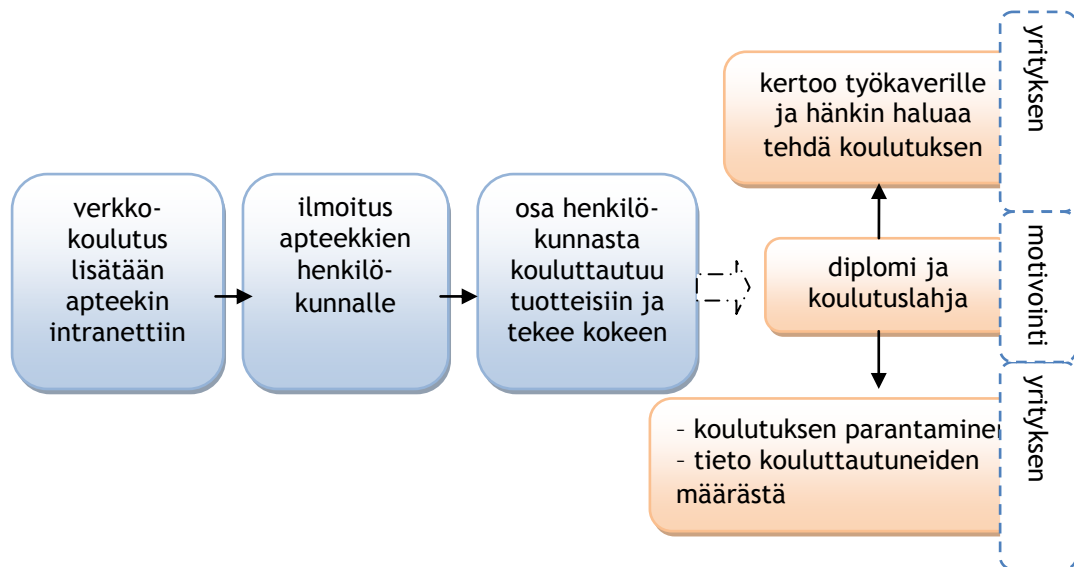 verkko-
koulutus
lisätään
apteekin
intranettiin
ilmoitus
apteekkien
henkilö-
kunnalle
osa henkilö-
kunnasta
kouluttautuu
tuotteisiin ja
tekee kokeen
kertoo työkaverille
ja hänkin haluaa
tehdä koulutuksen
diplomi ja
koulutuslahja
- koulutuksen parantaminen
- tieto kouluttautuneiden
määrästä
yrityksen
motivointi
yrityksen